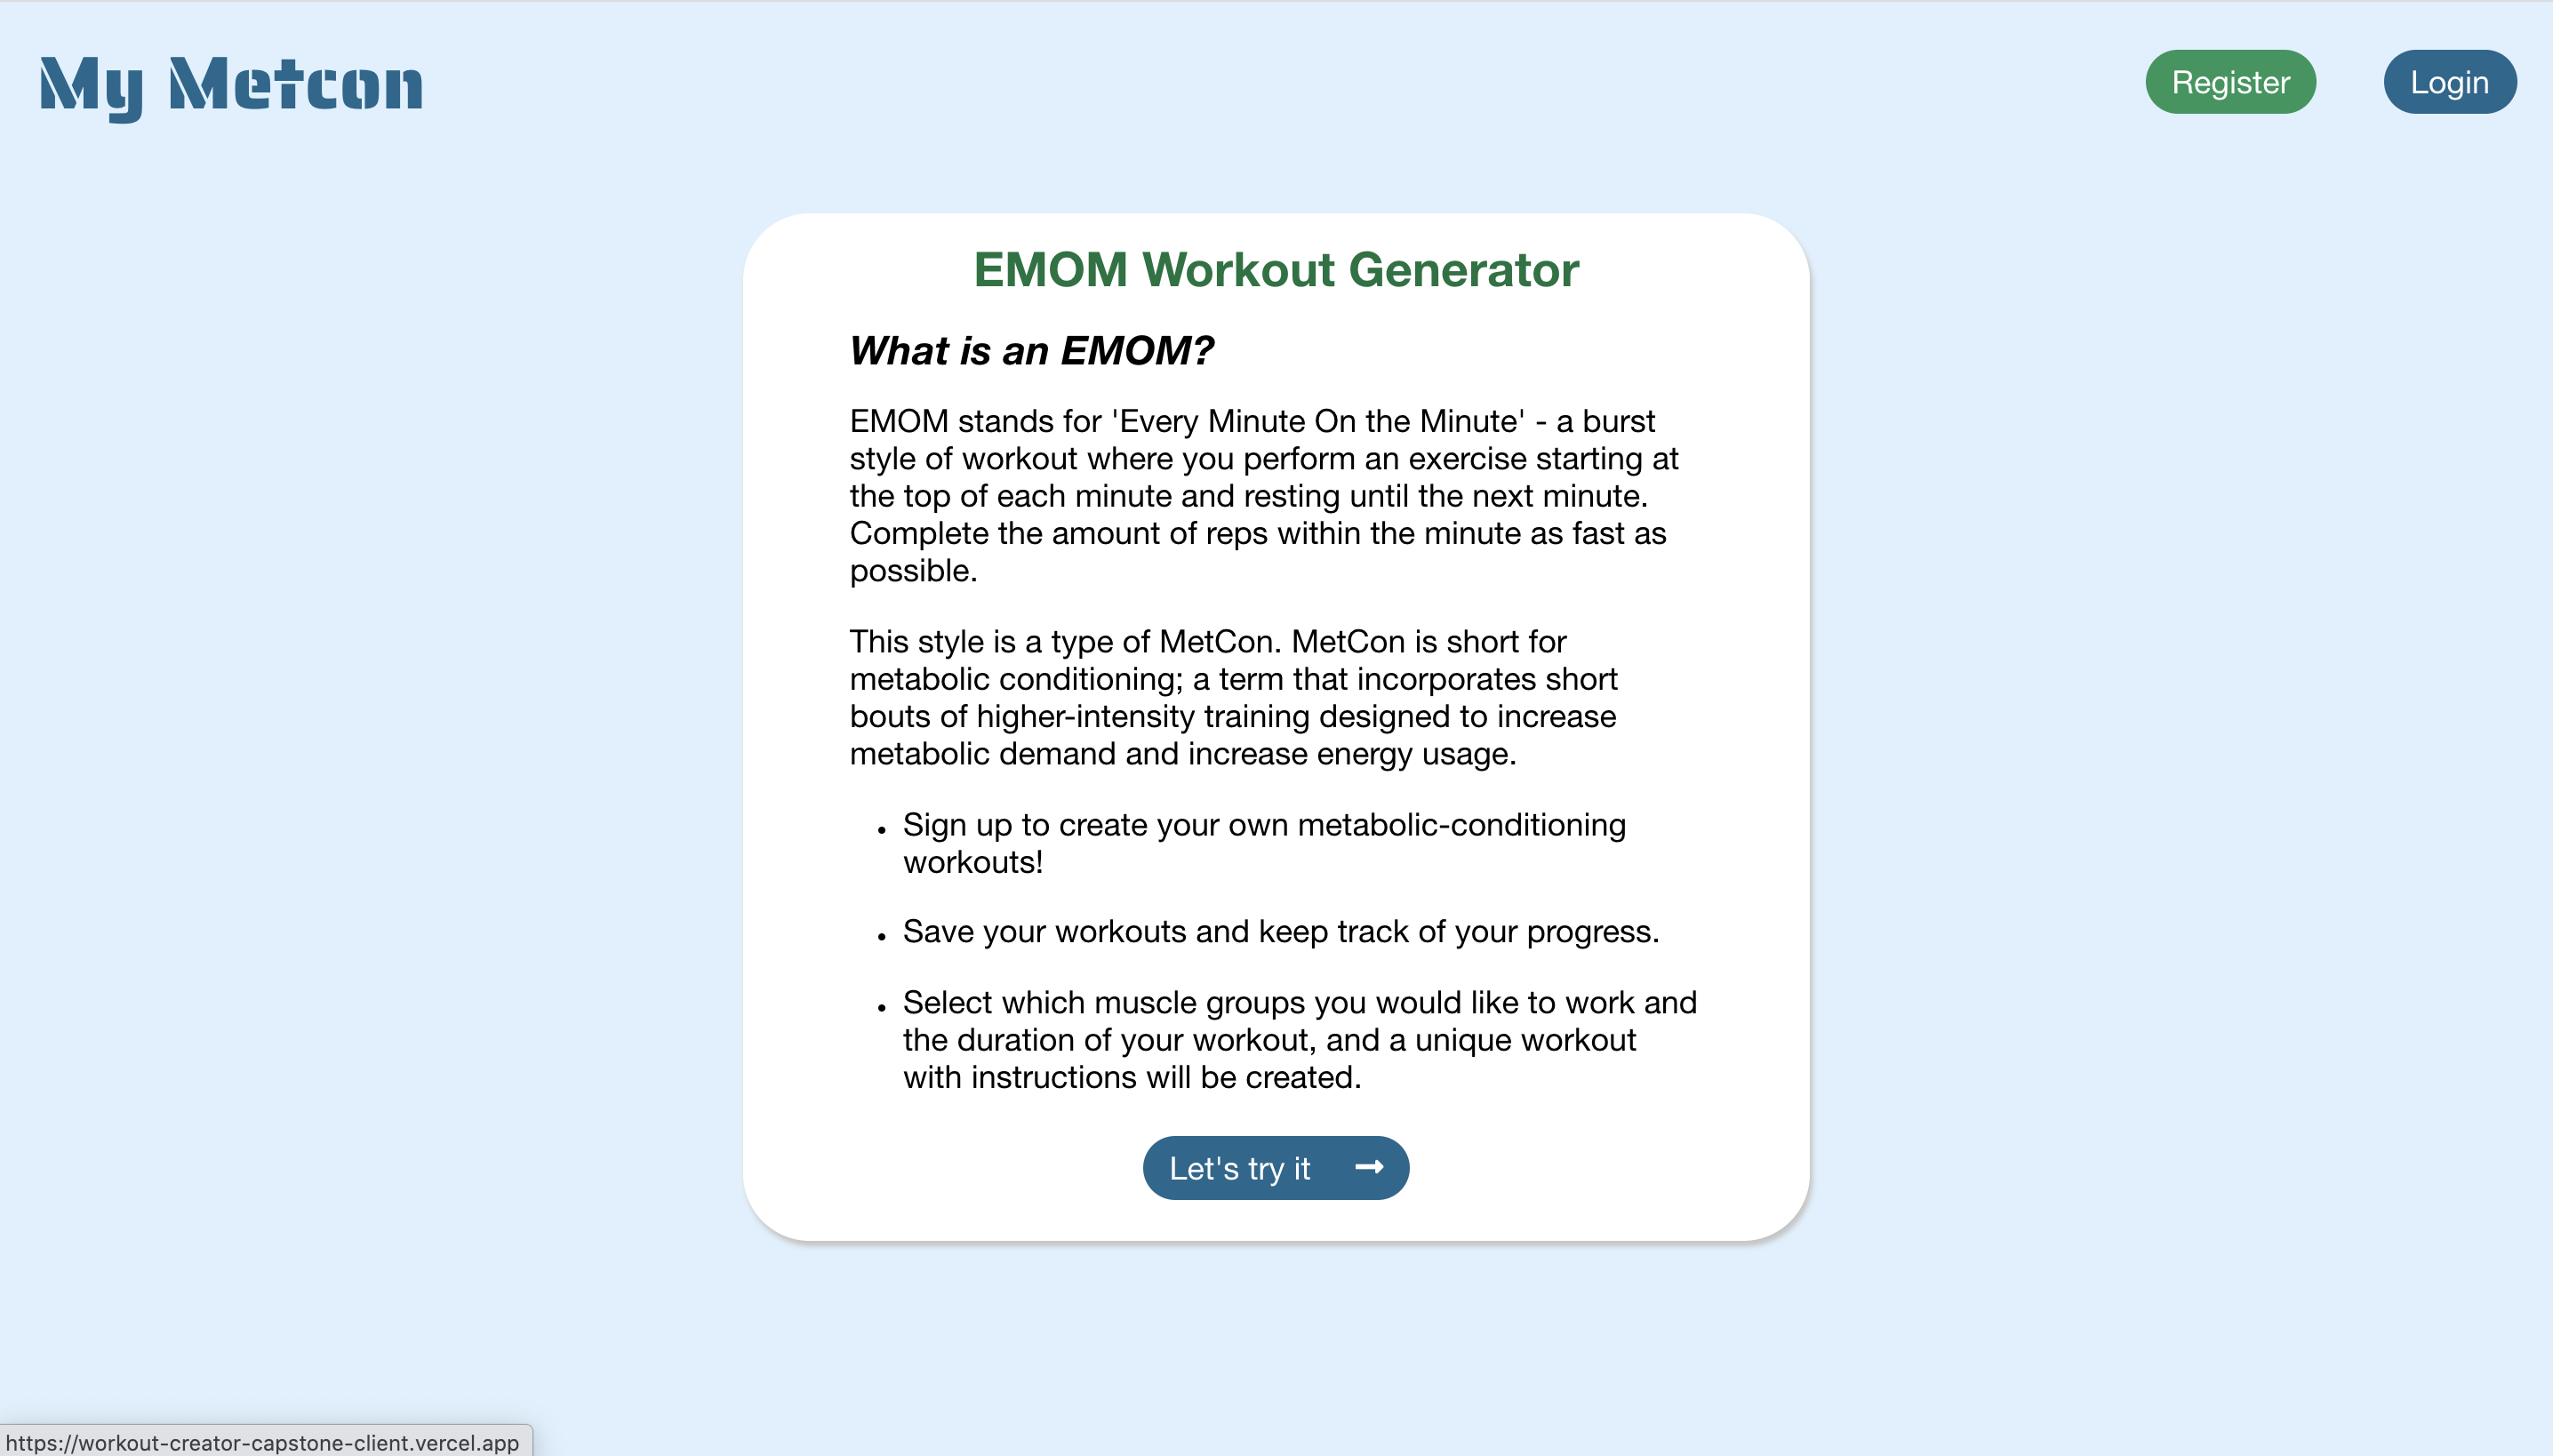 My Metcon
Register
Login
EMOM Workout Generator
What is an EMOM?
EMOM stands for 'Every Minute On the Minute' - a burst
style of workout where you perform an exercise starting at
the top of each minute and resting until the next minute.
Complete the amount of reps within the minute as fast as
possible.
This style is a type of MetCon. MetCon is short for
metabolic conditioning; a term that incorporates short
bouts of higher-intensity training designed to increase
metabolic demand and increase energy usage.
• Sign up to create your own metabolic-conditioning
workouts!
• Save your workouts and keep track of your progress.
• Select which muscle groups you would like to work and
the duration of your workout, and a unique workout
with instructions will be created.
Let's try it →
https://workout-creator-capstone-client.vercel.app